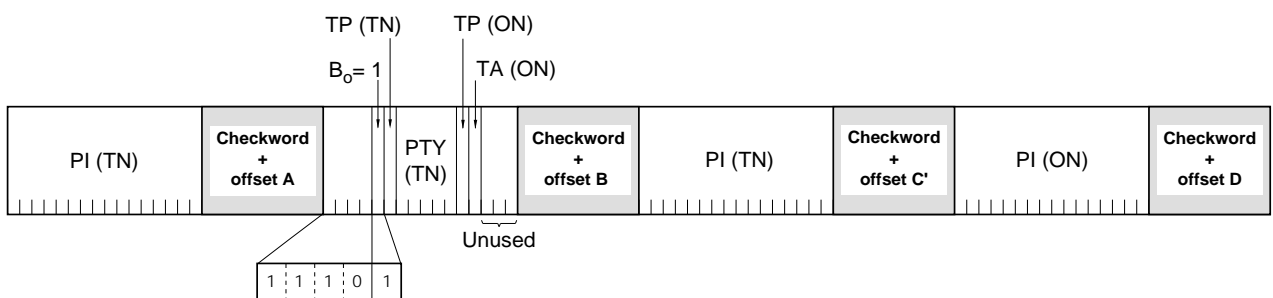 TP (TN) TP (ON)
Bo= 1 TA (ON)
PI (TN)
Checkword
+
offset A
PTY
(TN)
Checkword
+
offset B
PI (TN)
Checkword
+
offset C'
PI (ON)
Checkword
+
offset D
Unused
1 1 1 0 1